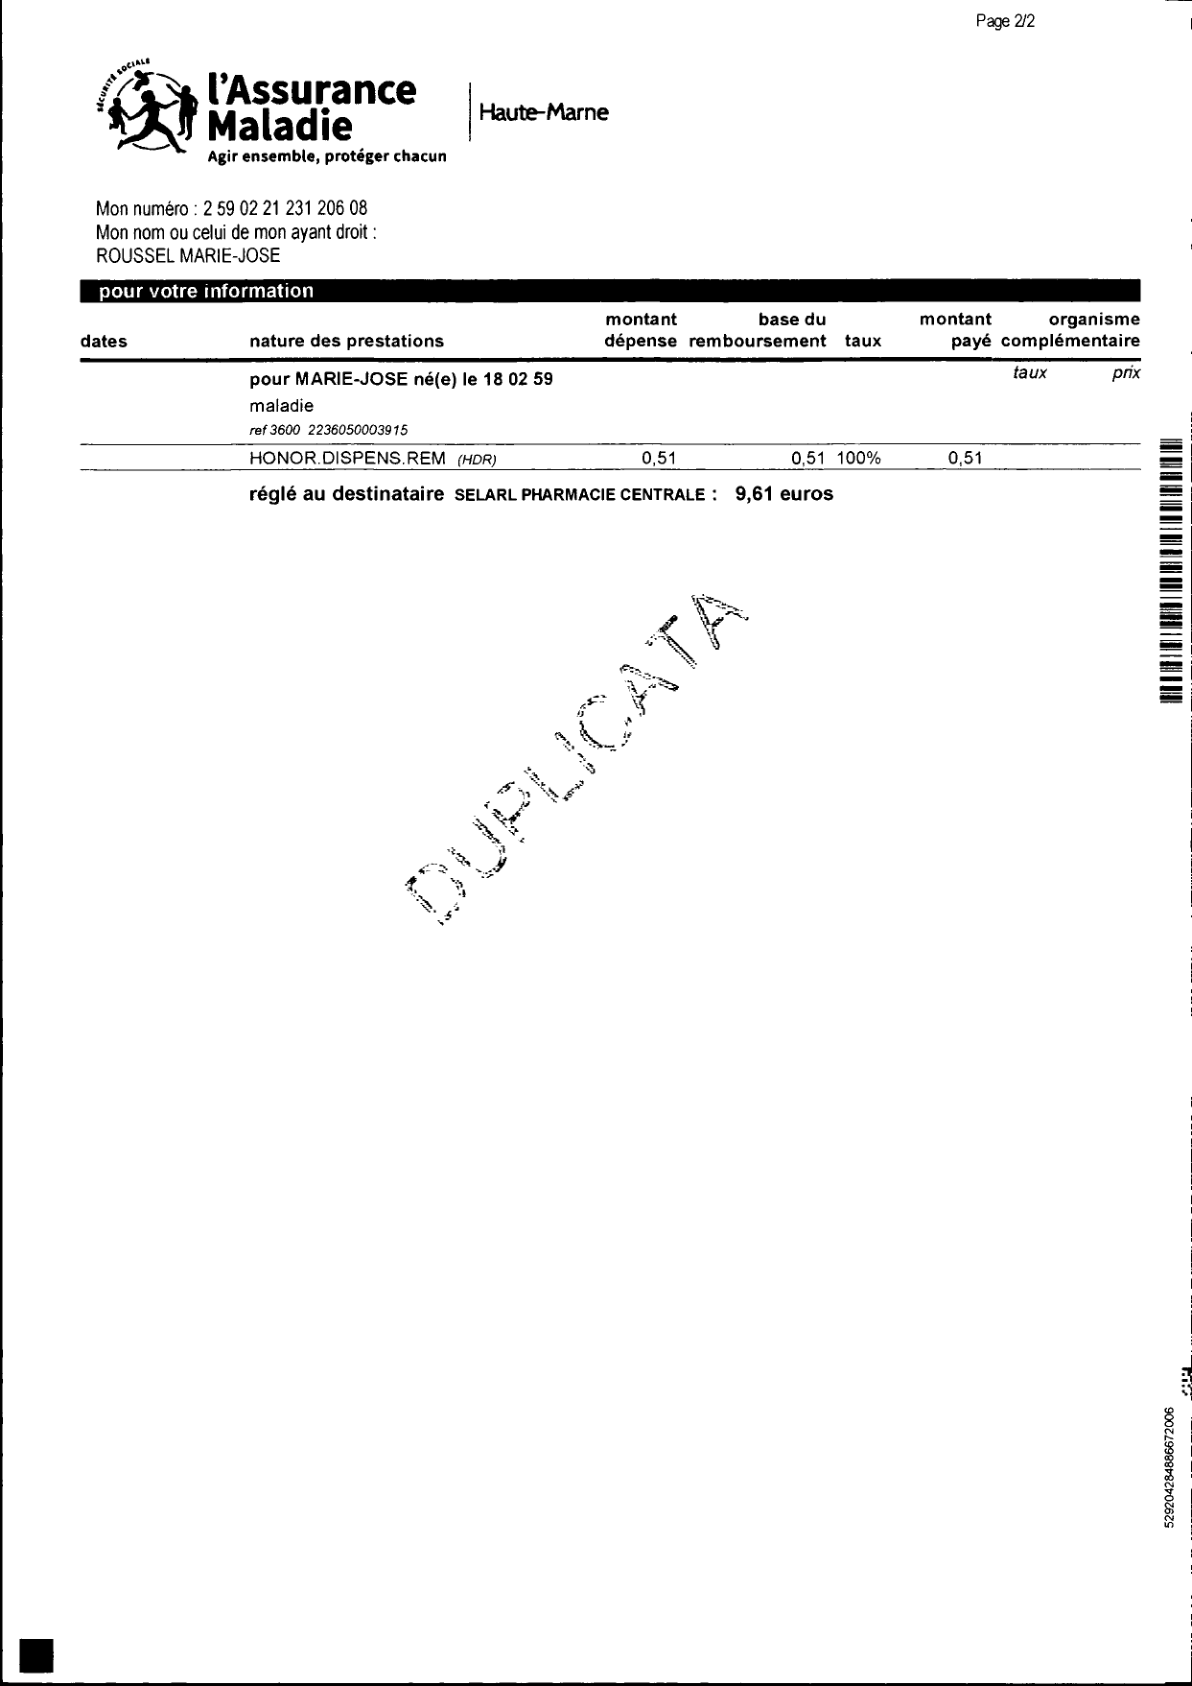 Page 2/2
SÉCURITÉ SOCIALE
l'Assurance
Maladie
Agir ensemble, protéger chacun
Haute-Marne
Mon numéro : 2 59 02 21 231 206 08
Mon nom ou celui de mon ayant droit :
ROUSSEL MARIE-JOSE
pour votre information
montant base du montant organisme
dates nature des prestations dépense remboursement taux payé complémentaire
pour MARIE-JOSE né(e) le 18 02 59 taux prix
maladie
ref 3600 2236050003915
HONOR.DISPENS.REM (HDR) 0,51 0,51 100% 0,51
réglé au destinataire SELARL PHARMACIE CENTRALE : 9,61 euros
DUPLICATA
529204284886672006